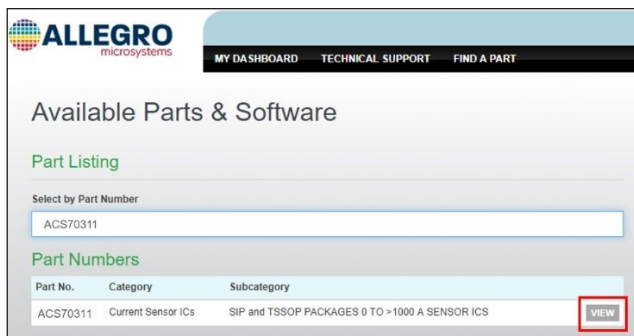 ALLEGRO
microsystems
MY DASHBOARD TECHNICAL SUPPORT FIND A PART
Available Parts & Software
Part Listing
Select by Part Number
ACS70311
Part Numbers
Part No. Category Subcategory
ACS70311 Current Sensor ICs SIP and TSSOP PACKAGES 0 TO >1000 A SENSOR ICS VIEW